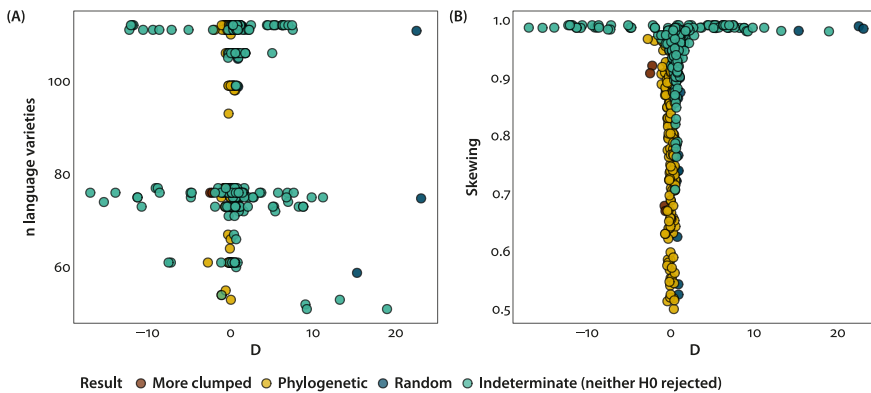 (A)
(B)
n language varieties
100
80
60
−10 0 10 20
D
Skewing
1.0
0.9
0.8
0.7
0.6
0.5
−10 0 10 20
D
Result More clumped Phylogenetic Random Indeterminate (neither H0 rejected)